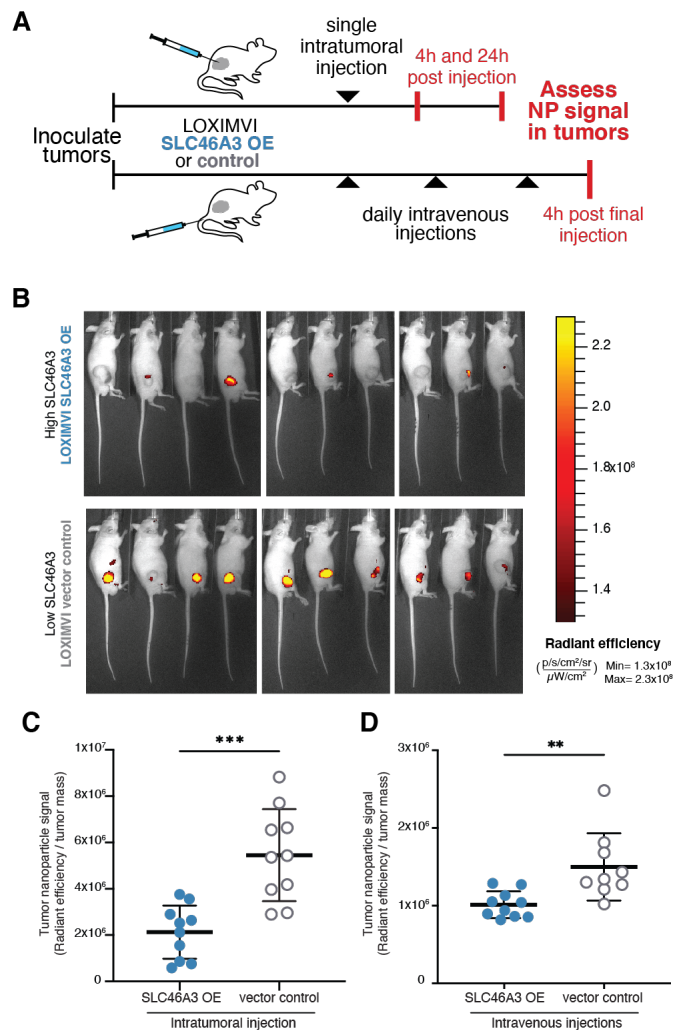 A
single
intratumoral
injection
4h and 24h
post injection
Assess
NP signal
in tumors
Inoculate
tumors
LOXIMVI
SLC46A3 OE
or control
daily intravenous
injections
4h post final
injection
B
High SLC46A3
LOXIMVI SLC46A3 OE
Low SLC46A3
LOXIMVI vector control
2.2
2.0
1.8
x10⁸
1.6
1.4
Radiant efficiency
(p/s/cm²/sr
µW/cm²)
Min= 1.3x10⁸
Max= 2.3x10⁸
C
Tumor nanoparticle signal
(Radiant efficiency / tumor mass)
1x10⁷
8x10⁶
6x10⁶
4x10⁶
2x10⁶
0
***
SLC46A3 OE
vector control
Intratumoral injection
D
Tumor nanoparticle signal
(Radiant efficiency / tumor mass)
3x10⁶
2x10⁶
1x10⁶
0
**
SLC46A3 OE
vector control
Intravenous injections